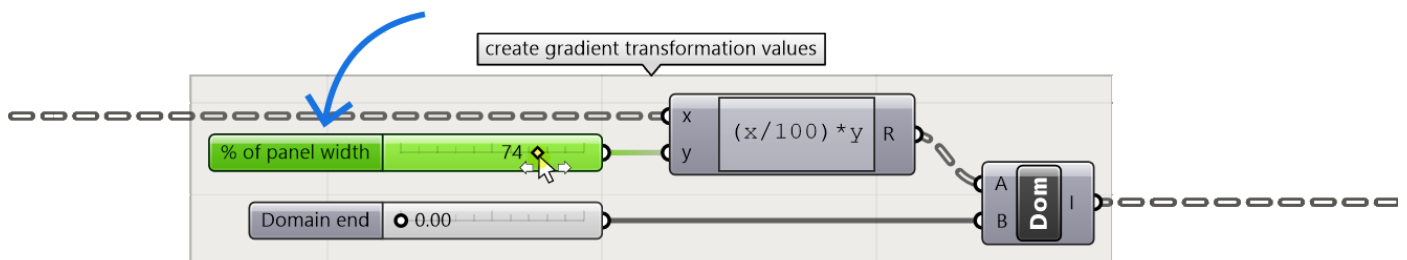 create gradient transformation values
x
(x/100)*y
R
% of panel width
74
y
A
Dom
I
Domain end
0.00
B